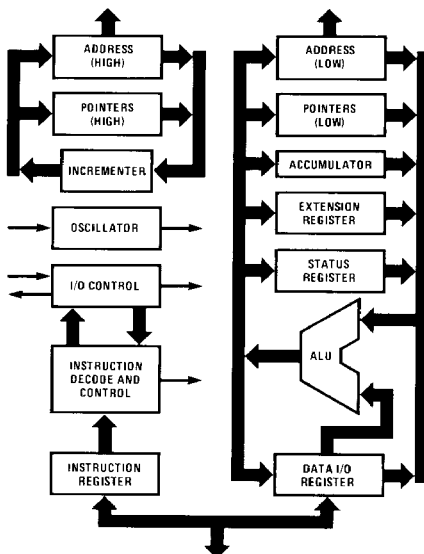 ADDRESS
(HIGH)
POINTERS
(HIGH)
INCREMENTER
OSCILLATOR
I/O CONTROL
INSTRUCTION
DECODE AND
CONTROL
INSTRUCTION
REGISTER
ADDRESS
(LOW)
POINTERS
(LOW)
ACCUMULATOR
EXTENSION
REGISTER
STATUS
REGISTER
ALU
DATA I/O
REGISTER